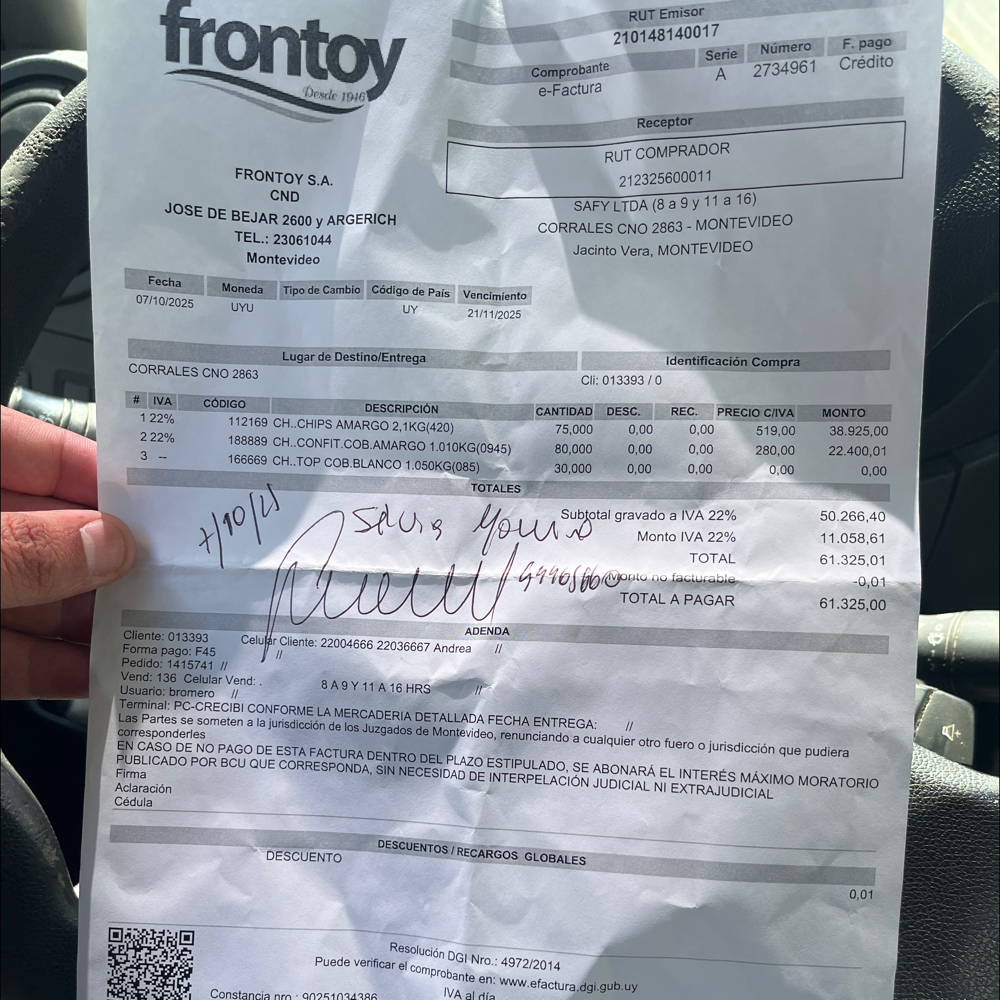 frontoy
Desde 1946
RUT Emisor
210148140017
Comprobante Serie Número F. pago
e-Factura A 2734961 Crédito
Receptor
RUT COMPRADOR
212325600011
SAFY LTDA (8 a 9 y 11 a 16)
CORRALES CNO 2863 - MONTEVIDEO
Jacinto Vera, MONTEVIDEO
FRONTOY S.A.
CND
JOSE DE BEJAR 2600 y ARGERICH
TEL.: 23061044
Montevideo
Fecha Moneda Tipo de Cambio Código de País Vencimiento
07/10/2025 UYU UY 21/11/2025
Lugar de Destino/Entrega Identificación Compra
CORRALES CNO 2863 Cli: 013393 / 0
# IVA CÓDIGO DESCRIPCIÓN CANTIDAD DESC. REC. PRECIO C/IVA MONTO
1 22% 112169 CH..CHIPS AMARGO 2,1KG(420) 75,000 0,00 0,00 519,00 38.925,00
2 22% 188889 CH..CONFIT.COB.AMARGO 1.010KG(0945) 80,000 0,00 0,00 280,00 22.400,01
3 -- 166669 CH..TOP COB.BLANCO 1.050KG(085) 30,000 0,00 0,00 0,00 0,00
TOTALES
7/10/25
Subtotal gravado a IVA 22% 50.266,40
Monto IVA 22% 11.058,61
TOTAL 61.325,01
Monto no facturable -0,01
TOTAL A PAGAR 61.325,00
ADENDA
Cliente: 013393 Celular Cliente: 22004666 22036667 Andrea //
Forma pago: F45 //
Pedido: 1415741 //
Vend: 136 Celular Vend: . 8 A 9 Y 11 A 16 HRS //
Usuario: bromero //
Terminal: PC-CRECIBI CONFORME LA MERCADERIA DETALLADA FECHA ENTREGA: //
Las Partes se someten a la jurisdicción de los Juzgados de Montevideo, renunciando a cualquier otro fuero o jurisdicción que pudiera
corresponderles
EN CASO DE NO PAGO DE ESTA FACTURA DENTRO DEL PLAZO ESTIPULADO, SE ABONARÁ EL INTERÉS MÁXIMO MORATORIO
PUBLICADO POR BCU QUE CORRESPONDA, SIN NECESIDAD DE INTERPELACIÓN JUDICIAL NI EXTRAJUDICIAL
Firma
Aclaración
Cédula
DESCUENTOS / RECARGOS GLOBALES
DESCUENTO 0,01
Resolución DGI Nro.: 4972/2014
Puede verificar el comprobante en: www.efactura.dgi.gub.uy
IVA al día
Constancia nro.: 90251034386